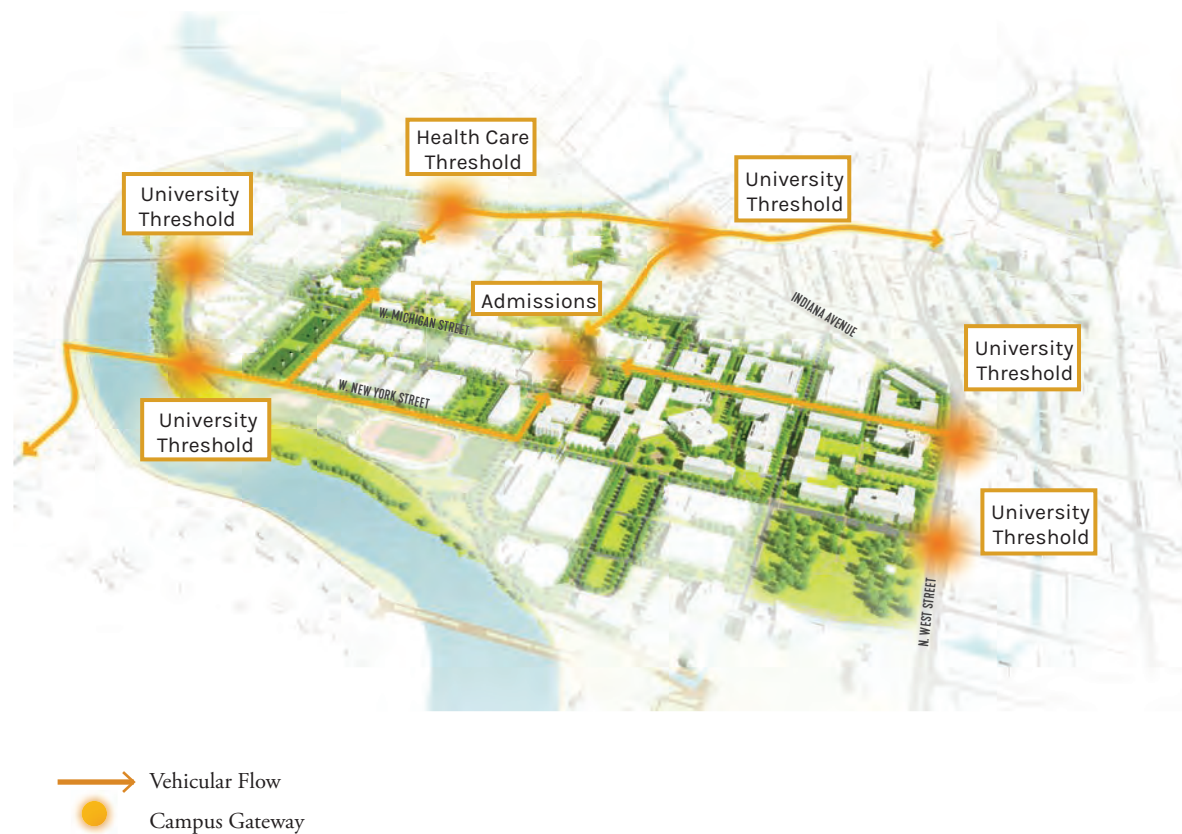 Health Care
Threshold
University
Threshold
University
Threshold
Admissions
INDIANA AVENUE
W. MICHIGAN STREET
University
Threshold
W. NEW YORK STREET
University
Threshold
University
Threshold
N. WEST STREET
Vehicular Flow
Campus Gateway